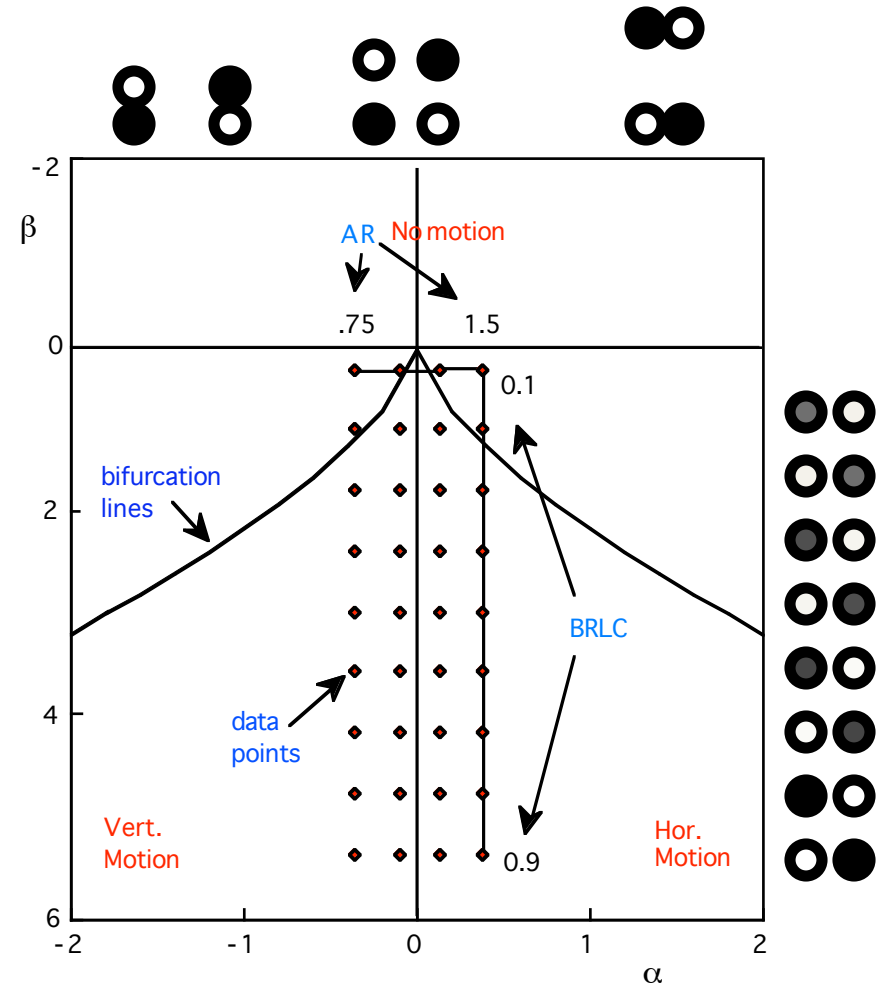 -2
β
AR No motion
.75 1.5
0
0.1
bifurcation
lines
2
BRLC
data
points
4
Vert.
Motion
Hor.
Motion
0.9
6
-2 -1 0 1 2
α